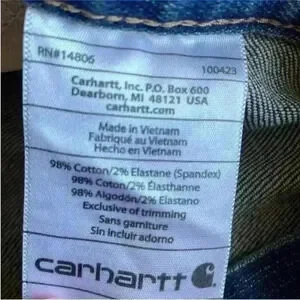 RN#14806
100423
Carhartt, Inc. P.O. Box 600
Dearborn, MI 48121 USA
carhartt.com
Made in Vietnam
Fabriqué au Vietnam
Hecho en Vietnam
98% Cotton/2% Elastane (Spandex)
98% Coton/2% Élasthanne
98% Algodón/2% Elastano
Exclusive of trimming
Sans garniture
Sin incluir adorno
carhartt